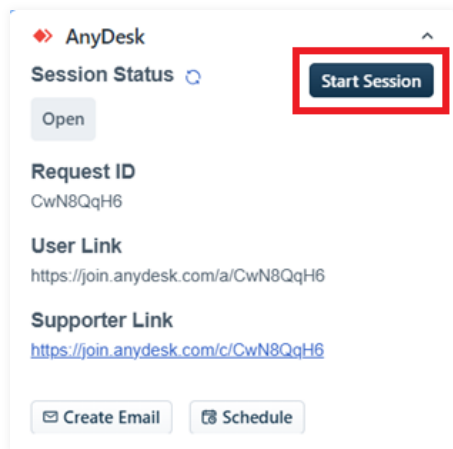 AnyDesk
Session Status
Start Session
Open
Request ID
CwN8QqH6
User Link
https://join.anydesk.com/a/CwN8QqH6
Supporter Link
https://join.anydesk.com/c/CwN8QqH6
Create Email
Schedule